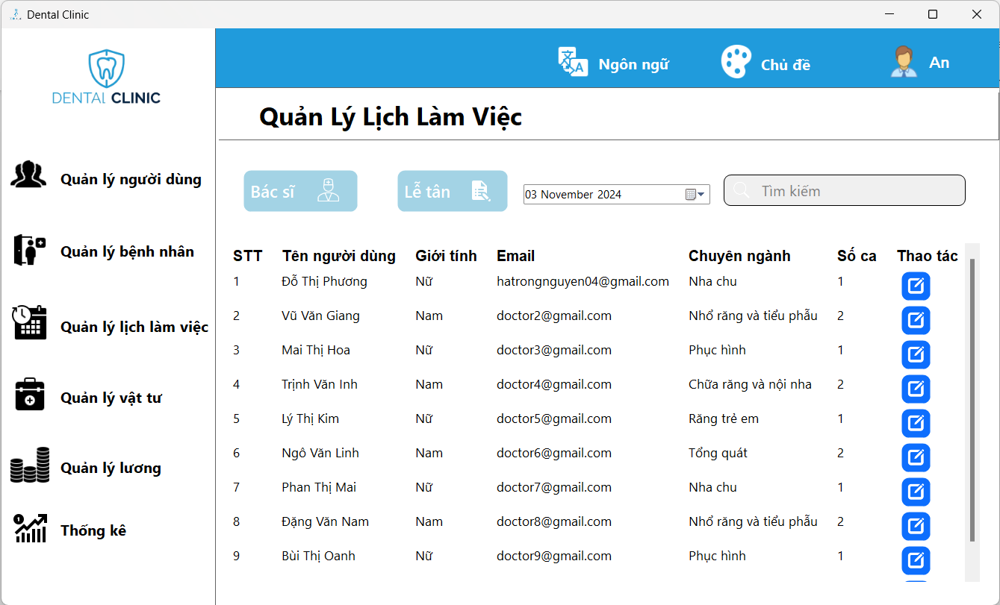 Dental Clinic
DENTAL CLINIC
Ngôn ngữ
Chủ đề
An
Quản Lý Lịch Làm Việc
Quản lý người dùng
Quản lý bệnh nhân
Quản lý lịch làm việc
Quản lý vật tư
Quản lý lương
Thống kê
Bác sĩ
Lễ tân
03 November 2024
Tìm kiếm
STT Tên người dùng Giới tính Email Chuyên ngành Số ca Thao tác
1 Đỗ Thị Phương Nữ hatrongnguyen04@gmail.com Nha chu 1
2 Vũ Văn Giang Nam doctor2@gmail.com Nhổ răng và tiểu phẫu 2
3 Mai Thị Hoa Nữ doctor3@gmail.com Phục hình 1
4 Trịnh Văn Inh Nam doctor4@gmail.com Chữa răng và nội nha 2
5 Lý Thị Kim Nữ doctor5@gmail.com Răng trẻ em 1
6 Ngô Văn Linh Nam doctor6@gmail.com Tổng quát 2
7 Phan Thị Mai Nữ doctor7@gmail.com Nha chu 1
8 Đặng Văn Nam Nam doctor8@gmail.com Nhổ răng và tiểu phẫu 2
9 Bùi Thị Oanh Nữ doctor9@gmail.com Phục hình 1